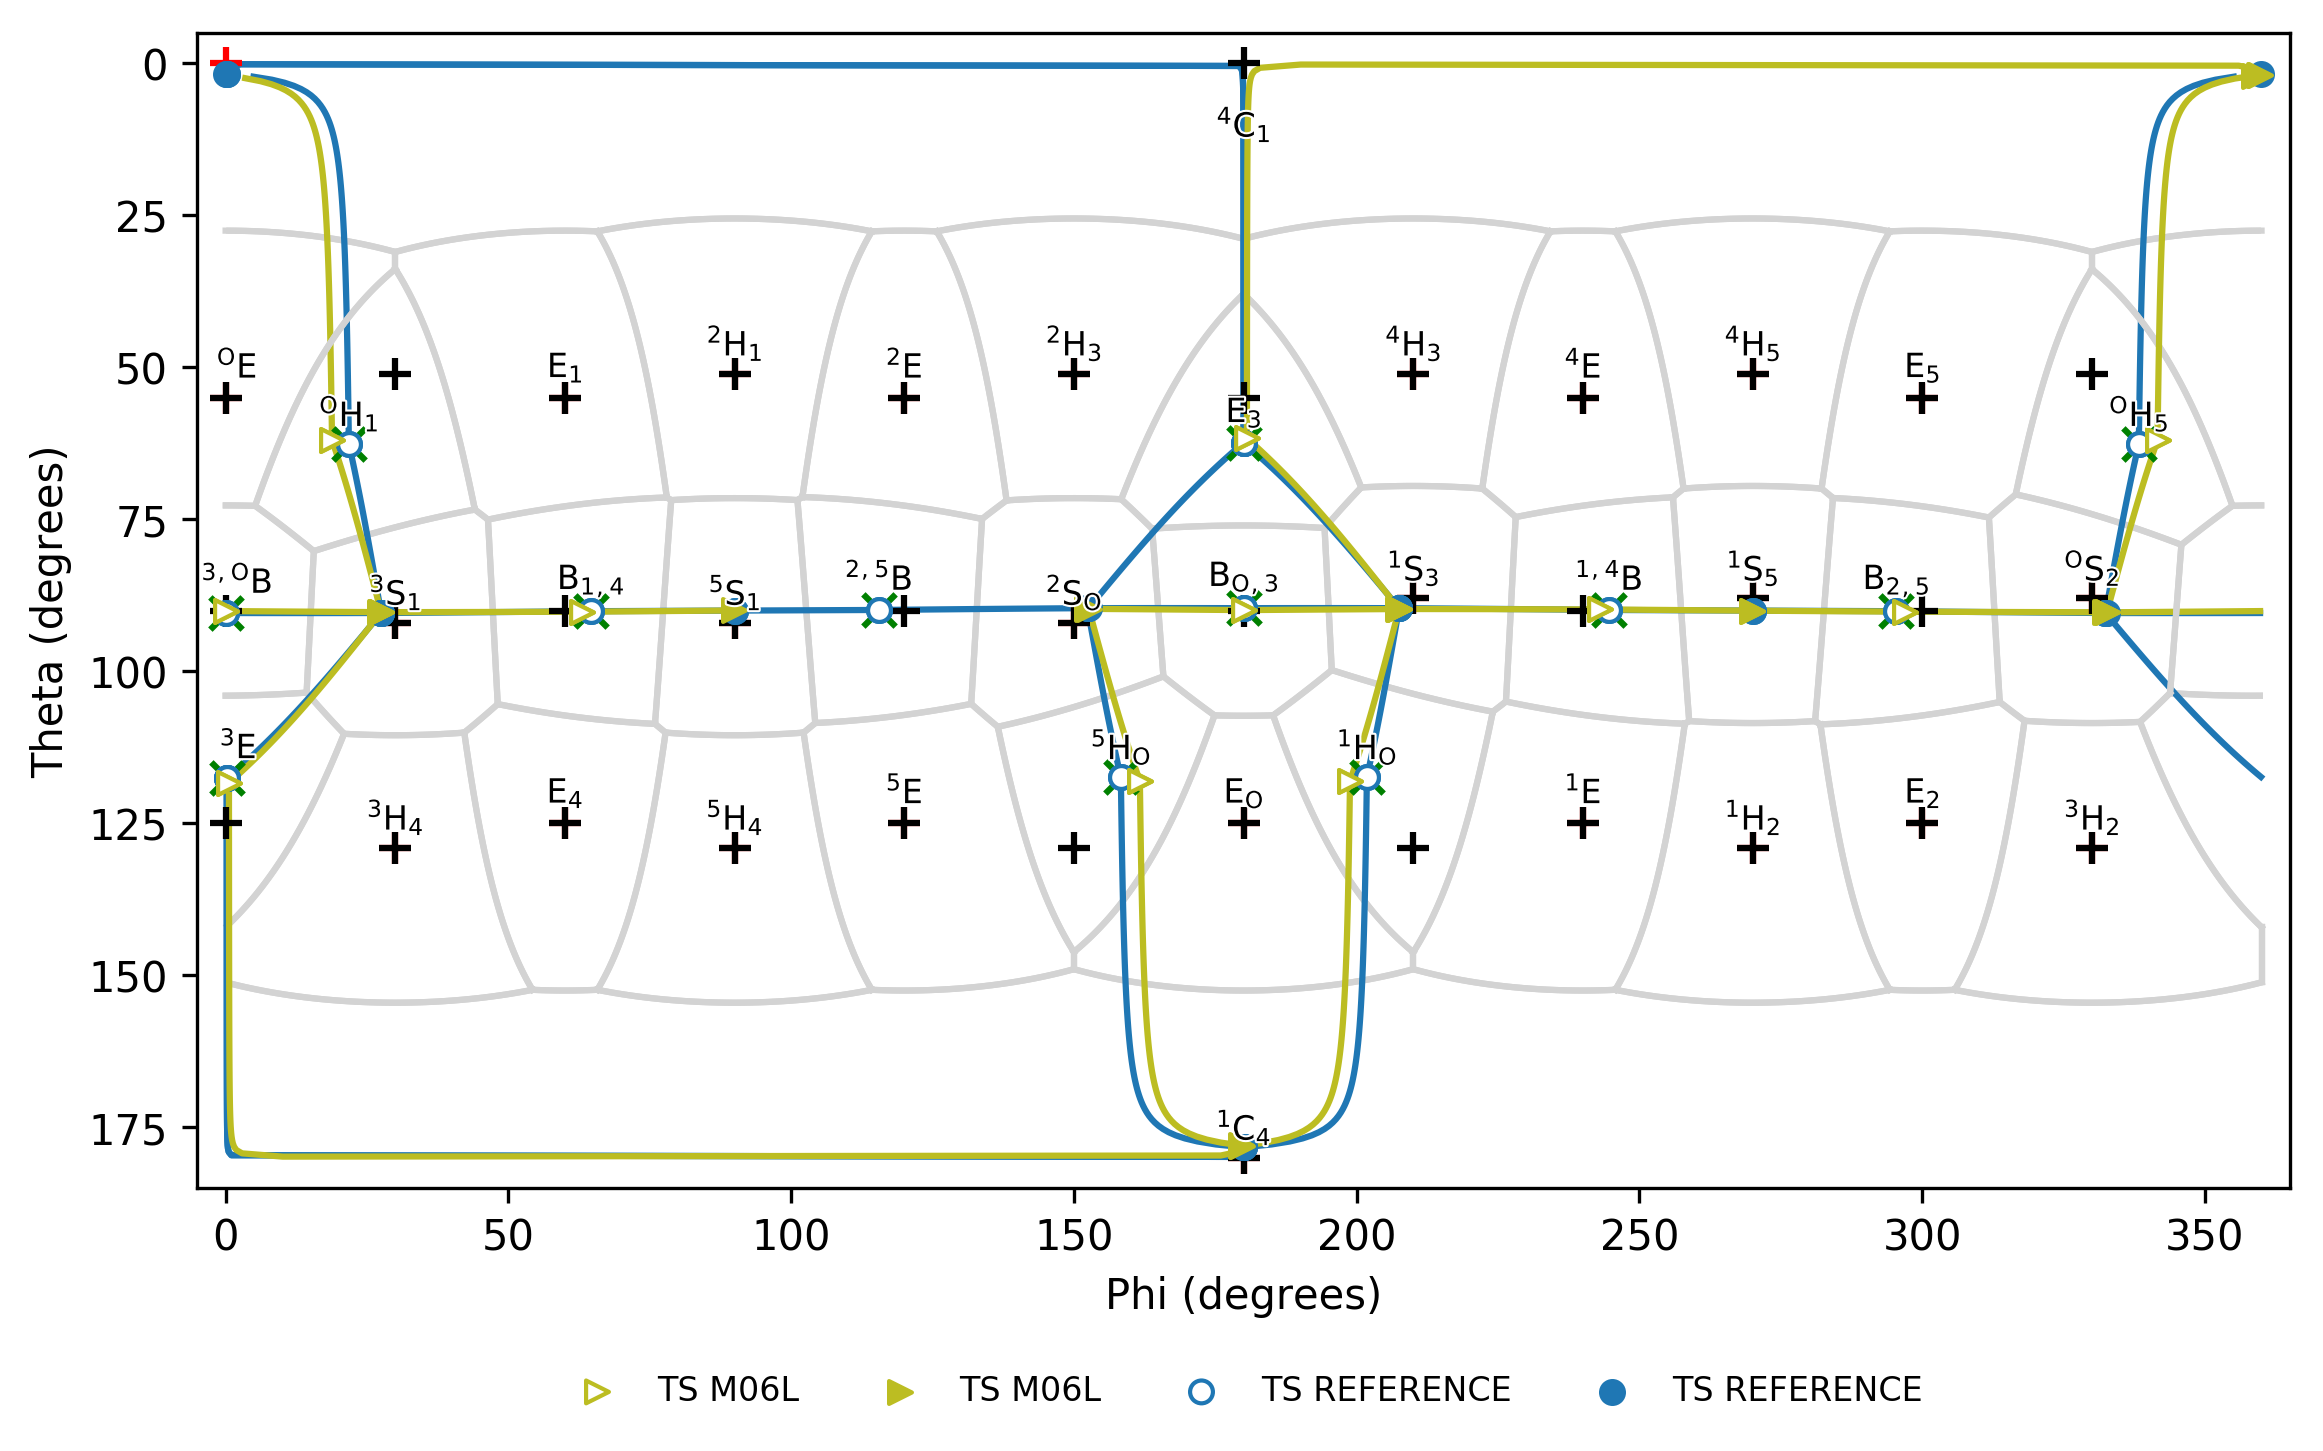 0
⁴C₁
25
²H₁ ²H₃ ⁴H₃ ⁴H₅
50
ᴼE E₁ ²E ⁴E E₅
ᴼH₁ E₃ ᴼH₅
75
³,ᴼB ³S₁ B₁,₄ ⁵S₁ ²,⁵B ²Sₒ Bₒ,₃ ¹S₃ ¹,⁴B ¹S₅ B₂,₅ ᴼS₂
100
³E ⁵Hₒ ¹Hₒ
E₄ ⁵E Eₒ ¹E E₂
125
³H₄ ⁵H₄ ¹H₂ ³H₂
150
175
¹C₄
0 50 100 150 200 250 300 350
Theta (degrees)
Phi (degrees)
TS M06L TS M06L TS REFERENCE TS REFERENCE